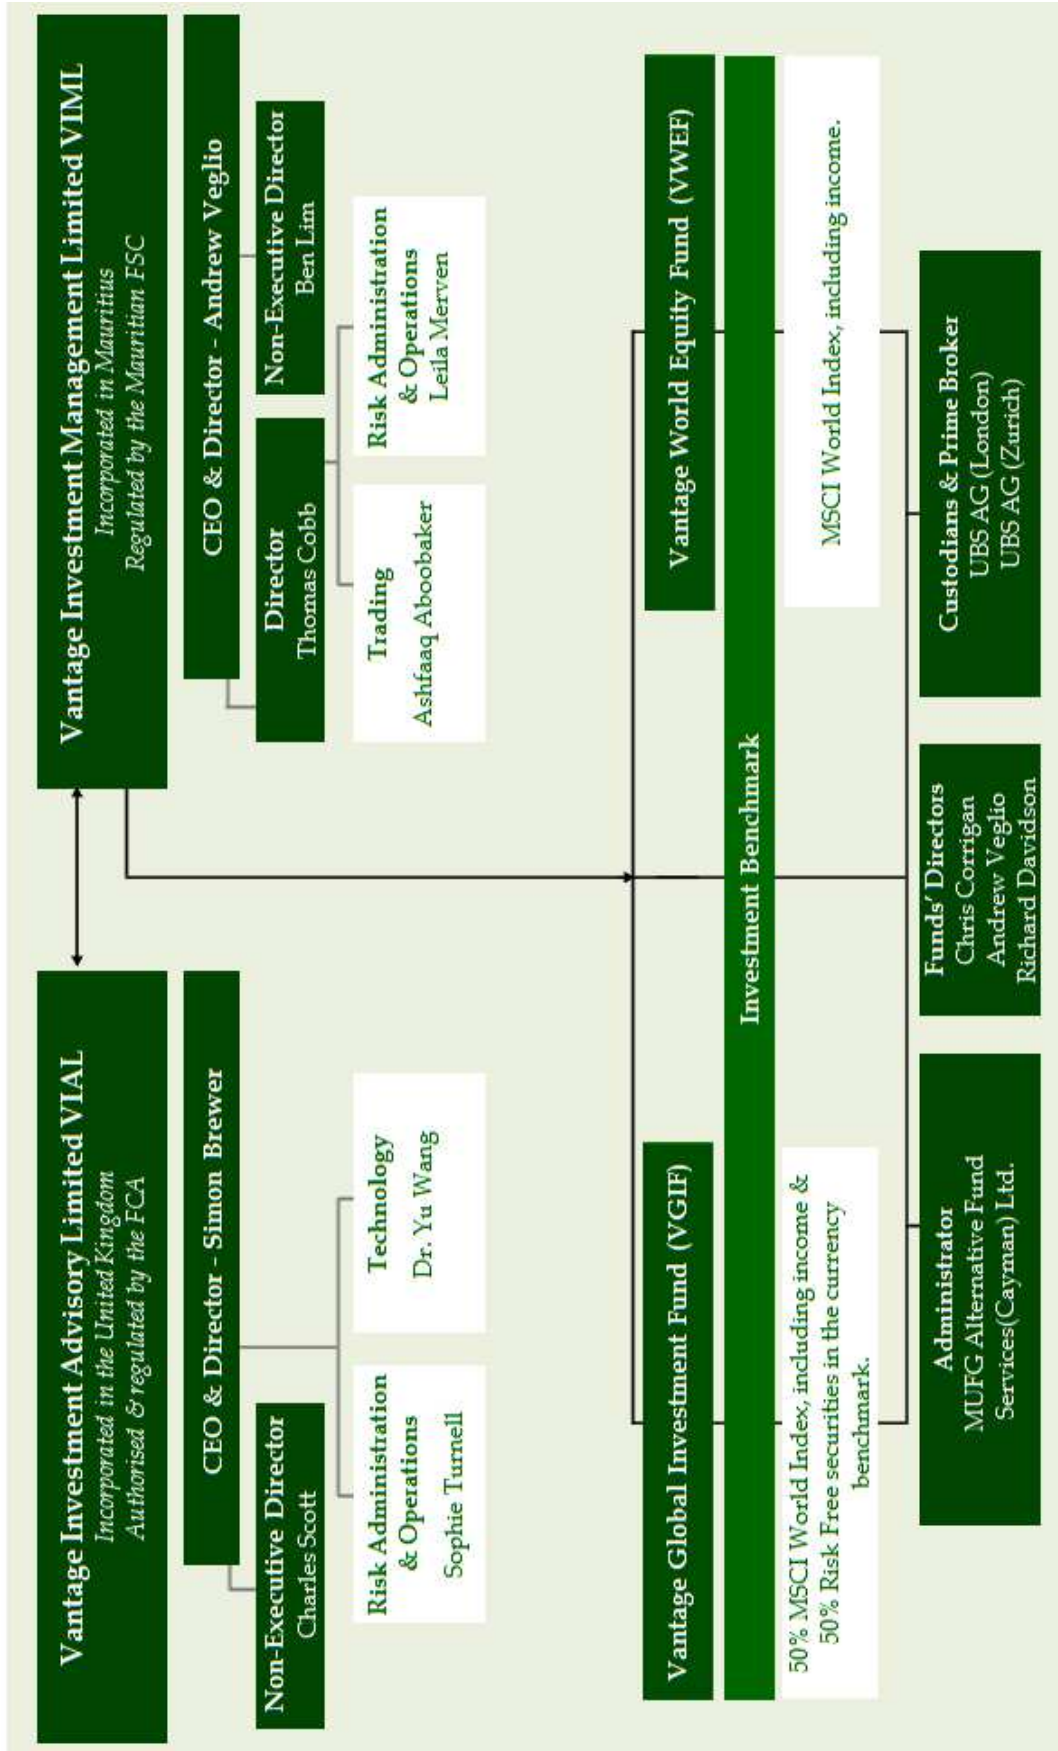 Vantage Investment Advisory Limited VIAL
Incorporated in the United Kingdom
Authorised & regulated by the FCA
CEO & Director - Simon Brewer
Non-Executive Director
Charles Scott
Risk Administration
& Operations
Sophie Turnell
Technology
Dr. Yu Wang
Vantage Investment Management Limited VIML
Incorporated in Mauritius
Regulated by the Mauritian FSC
CEO & Director - Andrew Veglio
Director
Thomas Cobb
Non-Executive Director
Ben Lim
Trading
Ashfaaq Aboobaker
Risk Administration
& Operations
Leila Merven
Vantage Global Investment Fund (VGIF)
Vantage World Equity Fund (VWEF)
Investment Benchmark
50% MSCI World Index, including income &
50% Risk Free securities in the currency
benchmark.
MSCI World Index, including income.
Administrator
MUFG Alternative Fund
Services(Cayman) Ltd.
Funds' Directors
Chris Corrigan
Andrew Veglio
Richard Davidson
Custodians & Prime Broker
UBS AG (London)
UBS AG (Zurich)